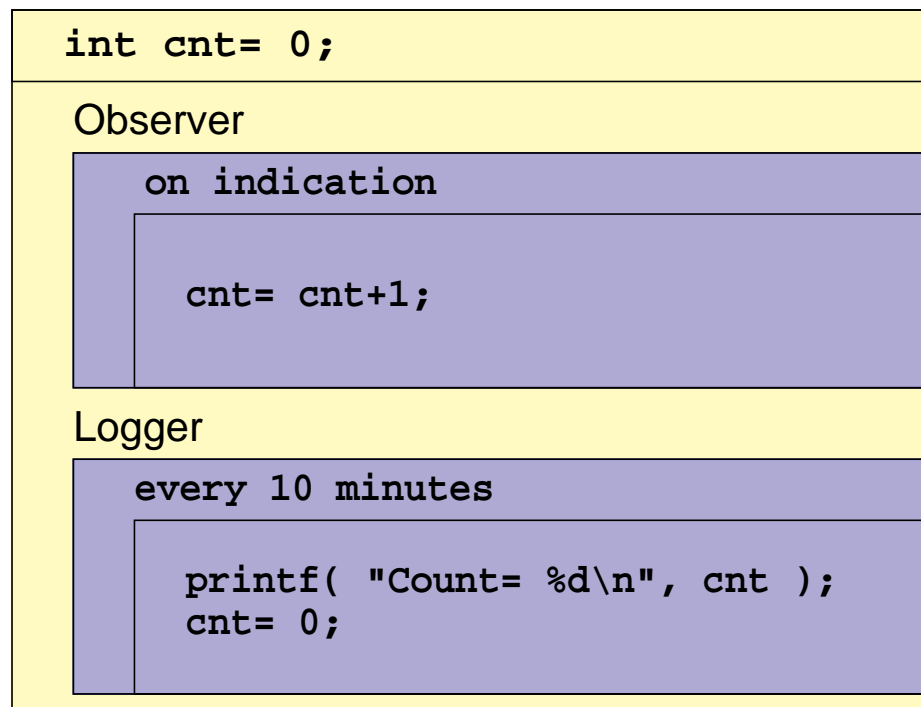 int cnt= 0;
Observer
on indication
cnt= cnt+1;
Logger
every 10 minutes
printf( "Count= %d\n", cnt );
cnt= 0;